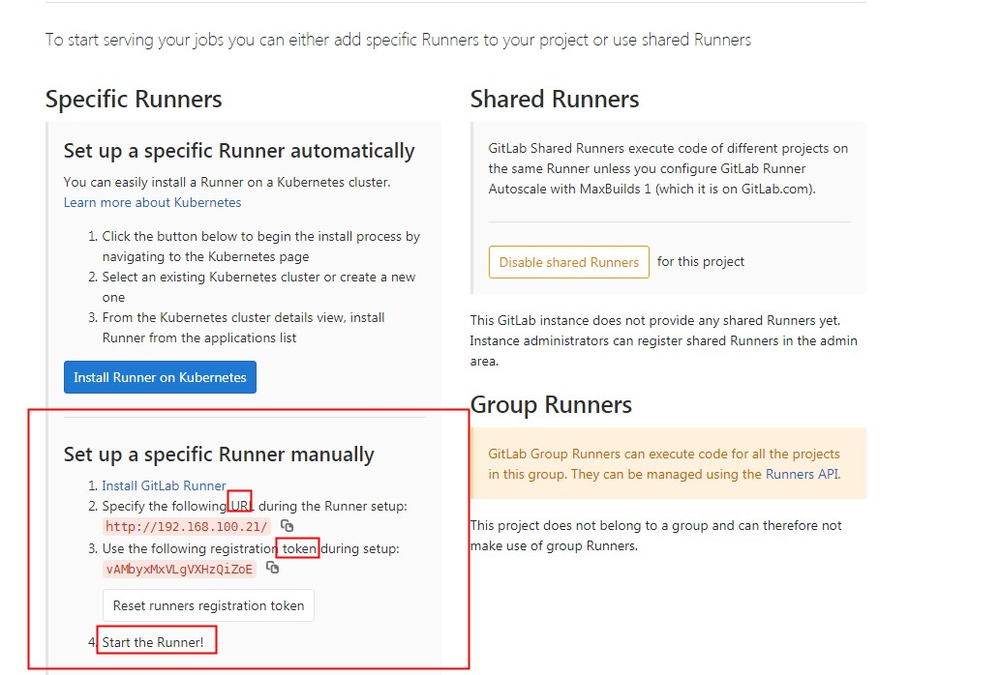 To start serving your jobs you can either add specific Runners to your project or use shared Runners
Specific Runners
Set up a specific Runner automatically
You can easily install a Runner on a Kubernetes cluster.
Learn more about Kubernetes
1. Click the button below to begin the install process by
navigating to the Kubernetes page
2. Select an existing Kubernetes cluster or create a new
one
3. From the Kubernetes cluster details view, install
Runner from the applications list
Install Runner on Kubernetes
Set up a specific Runner manually
1. Install GitLab Runner
2. Specify the following URL during the Runner setup:
http://192.168.100.21/
3. Use the following registration token during setup:
vAMbyxMxVLgVXHzQiZoE
Reset runners registration token
4. Start the Runner!
Shared Runners
GitLab Shared Runners execute code of different projects on
the same Runner unless you configure GitLab Runner
Autoscale with MaxBuilds 1 (which it is on GitLab.com).
Disable shared Runners for this project
This GitLab instance does not provide any shared Runners yet.
Instance administrators can register shared Runners in the admin
area.
Group Runners
GitLab Group Runners can execute code for all the projects
in this group. They can be managed using the Runners API.
This project does not belong to a group and can therefore not
make use of group Runners.